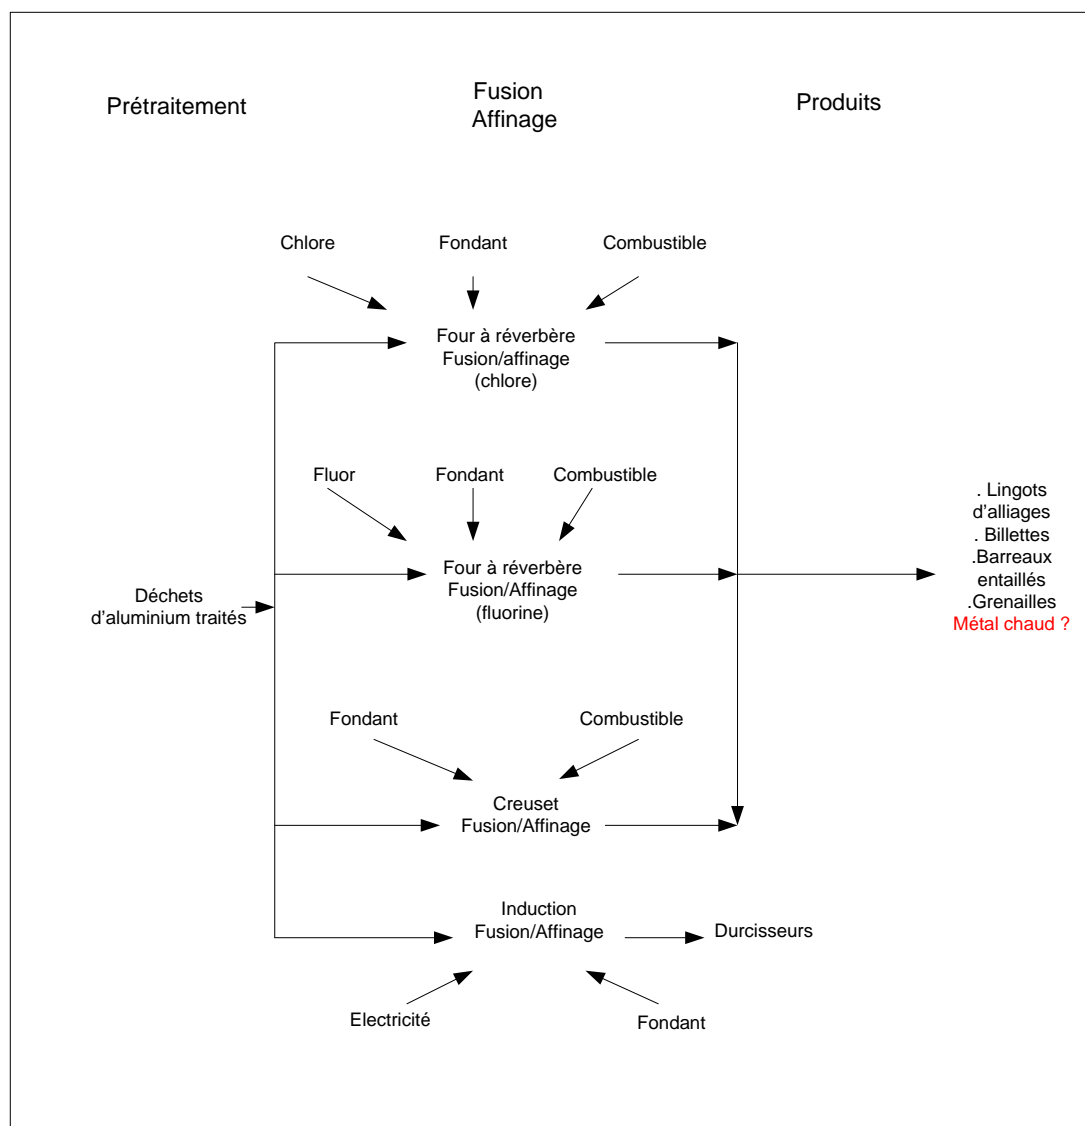 Prétraitement
Fusion
Affinage
Produits
Chlore
Fondant
Combustible
Four à réverbère
Fusion/affinage
(chlore)
Fluor
Fondant
Combustible
Four à réverbère
Fusion/Affinage
(fluorine)
Déchets
d'aluminium traités
. Lingots
d'alliages
. Billettes
.Barreaux
entaillés
.Grenailles
Métal chaud ?
Fondant
Combustible
Creuset
Fusion/Affinage
Induction
Fusion/Affinage
Durcisseurs
Electricité
Fondant